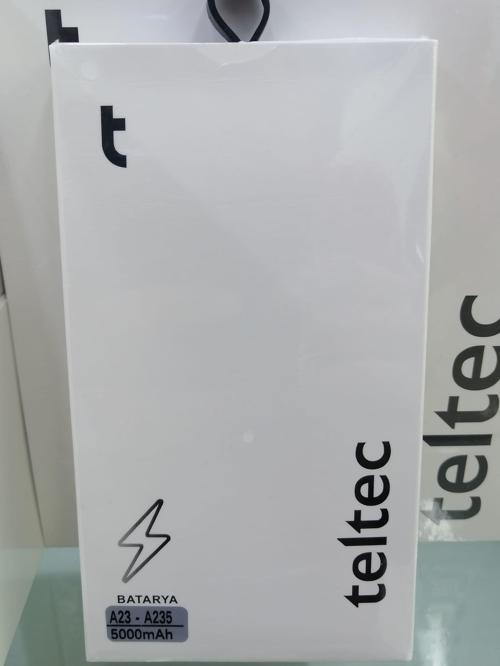 t
teltec
BATARYA
A23 - A235
5000mAh
teltec